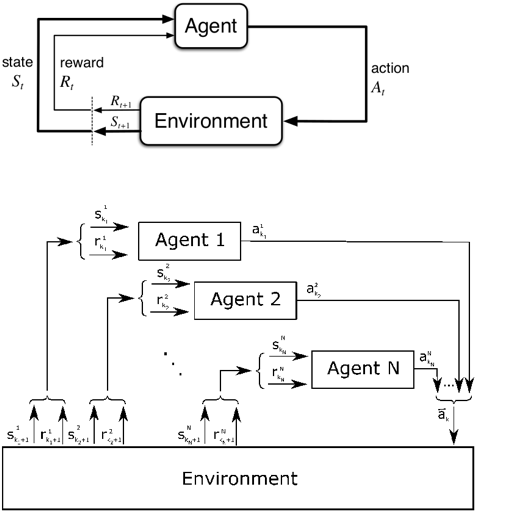 Agent
state reward
S_t R_t
action
A_t
R_{t+1}
S_{t+1}
Environment
s^1_{k_1}
r^1_{k_1}
Agent 1
a^1_{k_1}
s^2_{k_2}
r^2_{k_2}
Agent 2
a^2_{k_2}
s^N_{k_N}
r^N_{k_N}
Agent N
a^N_{k_N}
...
s^1_{k_1+1} r^1_{k_1+1} s^2_{k_2+1} r^2_{k_2+1} s^N_{k_N+1} r^N_{k_N+1}
a⃗_k
Environment